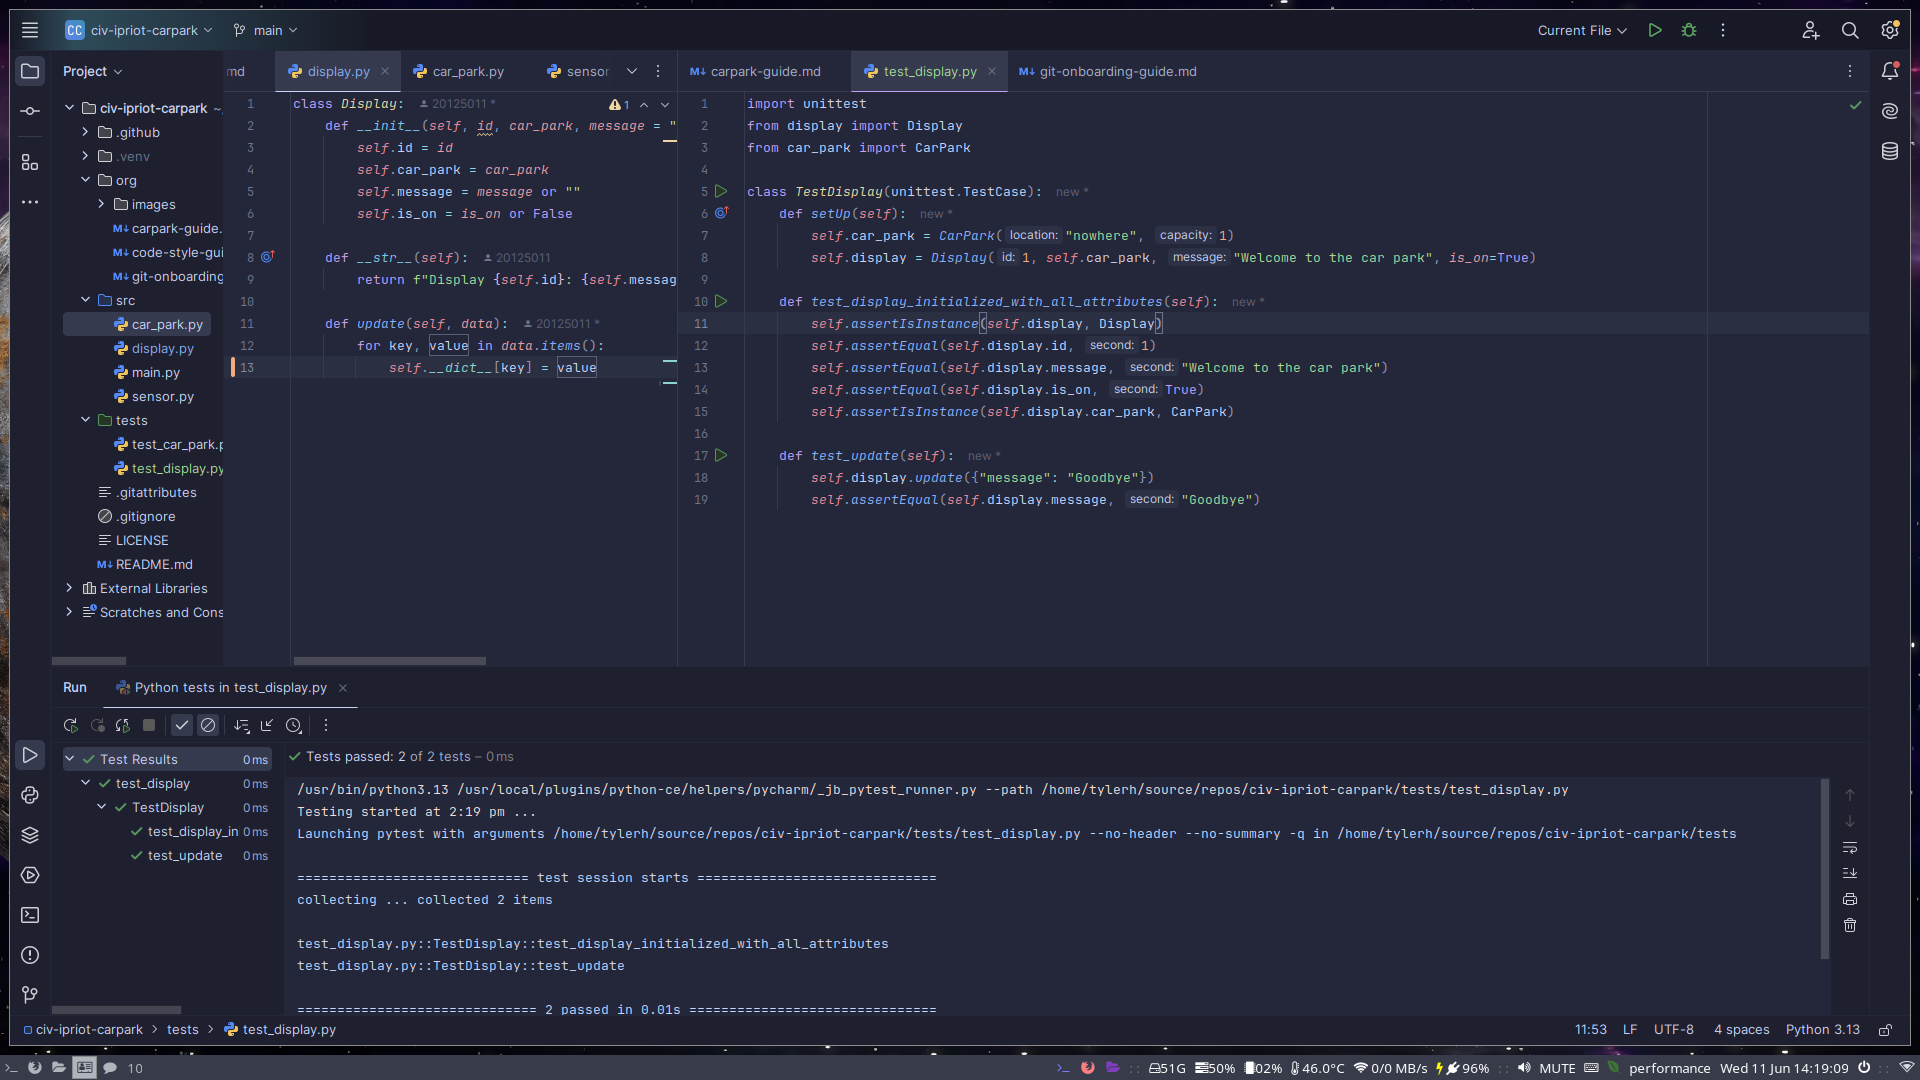 CC civ-ipriot-carpark main Current File
Project
md display.py car_park.py sensor carpark-guide.md test_display.py git-onboarding-guide.md
civ-ipriot-carpark ~
.github
.venv
org
images
carpark-guide.
code-style-gui
git-onboarding
src
car_park.py
display.py
main.py
sensor.py
tests
test_car_park.p
test_display.py
.gitattributes
.gitignore
LICENSE
README.md
External Libraries
Scratches and Cons
1 class Display: 20125011 * 1
2 def __init__(self, id, car_park, message = "
3 self.id = id
4 self.car_park = car_park
5 self.message = message or ""
6 self.is_on = is_on or False
7
8 def __str__(self): 20125011
9 return f"Display {self.id}: {self.messag
10
11 def update(self, data): 20125011 *
12 for key, value in data.items():
13 self.__dict__[key] = value
1 import unittest
2 from display import Display
3 from car_park import CarPark
4
5 class TestDisplay(unittest.TestCase): new *
6 def setUp(self): new *
7 self.car_park = CarPark( location: "nowhere", capacity: 1)
8 self.display = Display( id: 1, self.car_park, message: "Welcome to the car park", is_on=True)
9
10 def test_display_initialized_with_all_attributes(self): new *
11 self.assertIsInstance(self.display, Display)
12 self.assertEqual(self.display.id, second: 1)
13 self.assertEqual(self.display.message, second: "Welcome to the car park")
14 self.assertEqual(self.display.is_on, second: True)
15 self.assertIsInstance(self.display.car_park, CarPark)
16
17 def test_update(self): new *
18 self.display.update({"message": "Goodbye"})
19 self.assertEqual(self.display.message, second: "Goodbye")
Run Python tests in test_display.py
Test Results 0 ms
test_display 0 ms
TestDisplay 0 ms
test_display_in 0 ms
test_update 0 ms
Tests passed: 2 of 2 tests – 0 ms
/usr/bin/python3.13 /usr/local/plugins/python-ce/helpers/pycharm/_jb_pytest_runner.py --path /home/tylerh/source/repos/civ-ipriot-carpark/tests/test_display.py
Testing started at 2:19 pm ...
Launching pytest with arguments /home/tylerh/source/repos/civ-ipriot-carpark/tests/test_display.py --no-header --no-summary -q in /home/tylerh/source/repos/civ-ipriot-carpark/tests
============================= test session starts ==============================
collecting ... collected 2 items
test_display.py::TestDisplay::test_display_initialized_with_all_attributes
test_display.py::TestDisplay::test_update
============================== 2 passed in 0.01s ===============================
civ-ipriot-carpark > tests > test_display.py 11:53 LF UTF-8 4 spaces Python 3.13
10 51G 50% 02% 46.0°C 0/0 MB/s 96% MUTE performance Wed 11 Jun 14:19:09